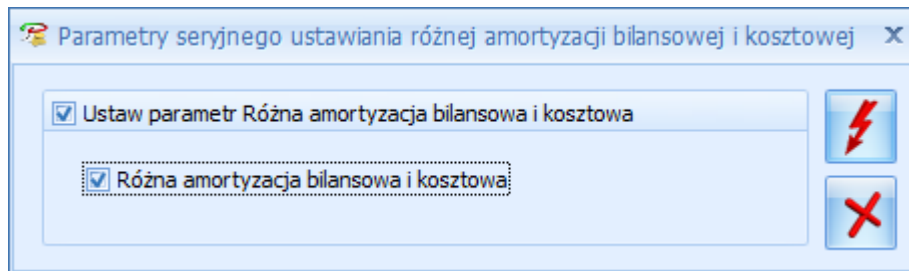 Parametry seryjnego ustawiania różnej amortyzacji bilansowej i kosztowej
Ustaw parametr Różna amortyzacja bilansowa i kosztowa
Różna amortyzacja bilansowa i kosztowa